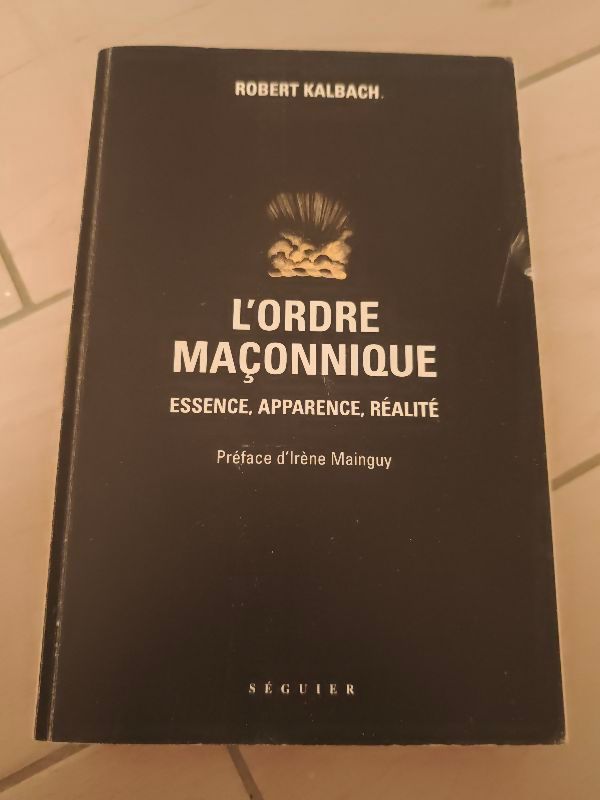 ROBERT KALBACH
L'ORDRE
MAÇONNIQUE
ESSENCE, APPARENCE, RÉALITÉ
Préface d'Irène Mainguy
SÉGUIER